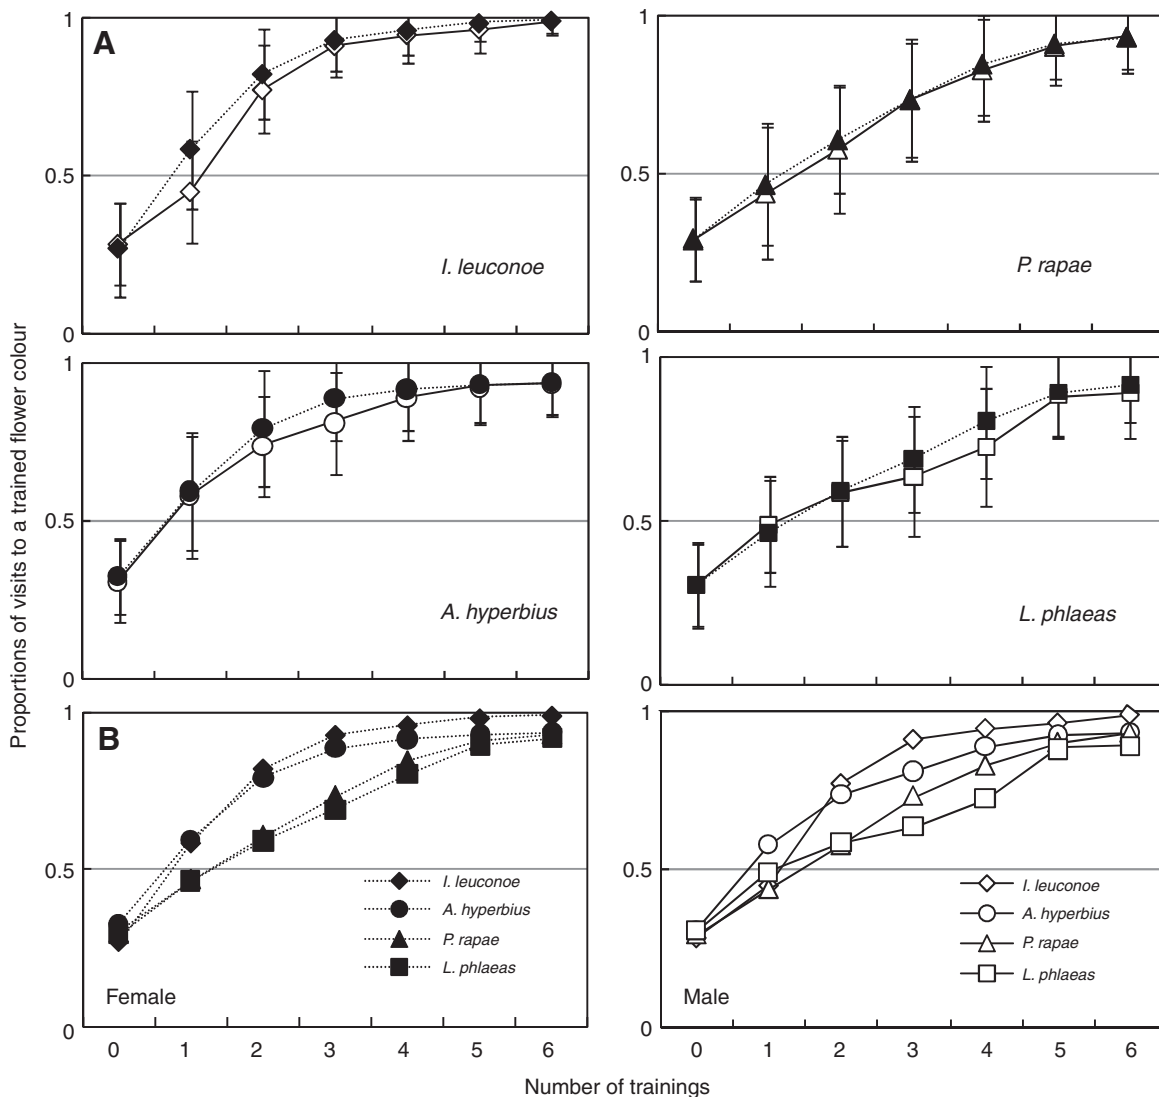 Proportions of visits to a trained flower colour
A
1
0.5
0
I. leuconoe
1
0.5
0
P. rapae
1
0.5
0
A. hyperbius
1
0.5
0
L. phlaeas
B
1
0.5
0
I. leuconoe
A. hyperbius
P. rapae
L. phlaeas
Female
0 1 2 3 4 5 6
1
0.5
0
I. leuconoe
A. hyperbius
P. rapae
L. phlaeas
Male
0 1 2 3 4 5 6
Number of trainings